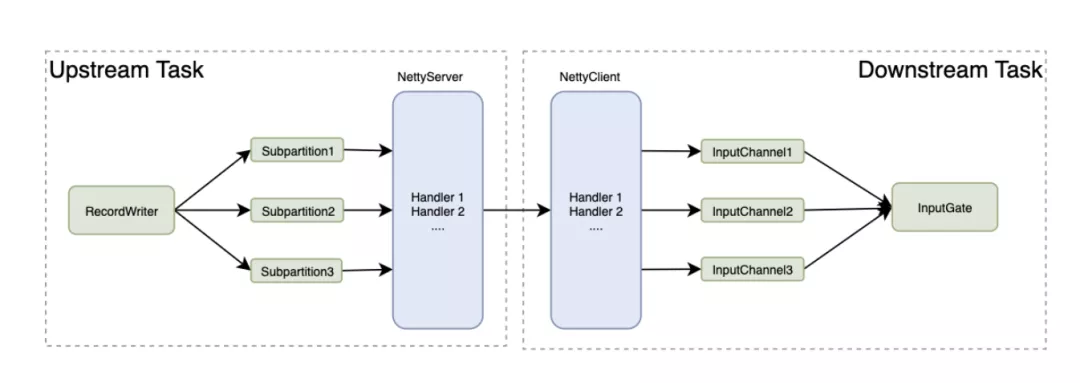 Upstream Task
Downstream Task
NettyServer
NettyClient
RecordWriter
Subpartition1
Subpartition2
Subpartition3
Handler 1
Handler 2
....
Handler 1
Handler 2
....
InputChannel1
InputChannel2
InputChannel3
InputGate